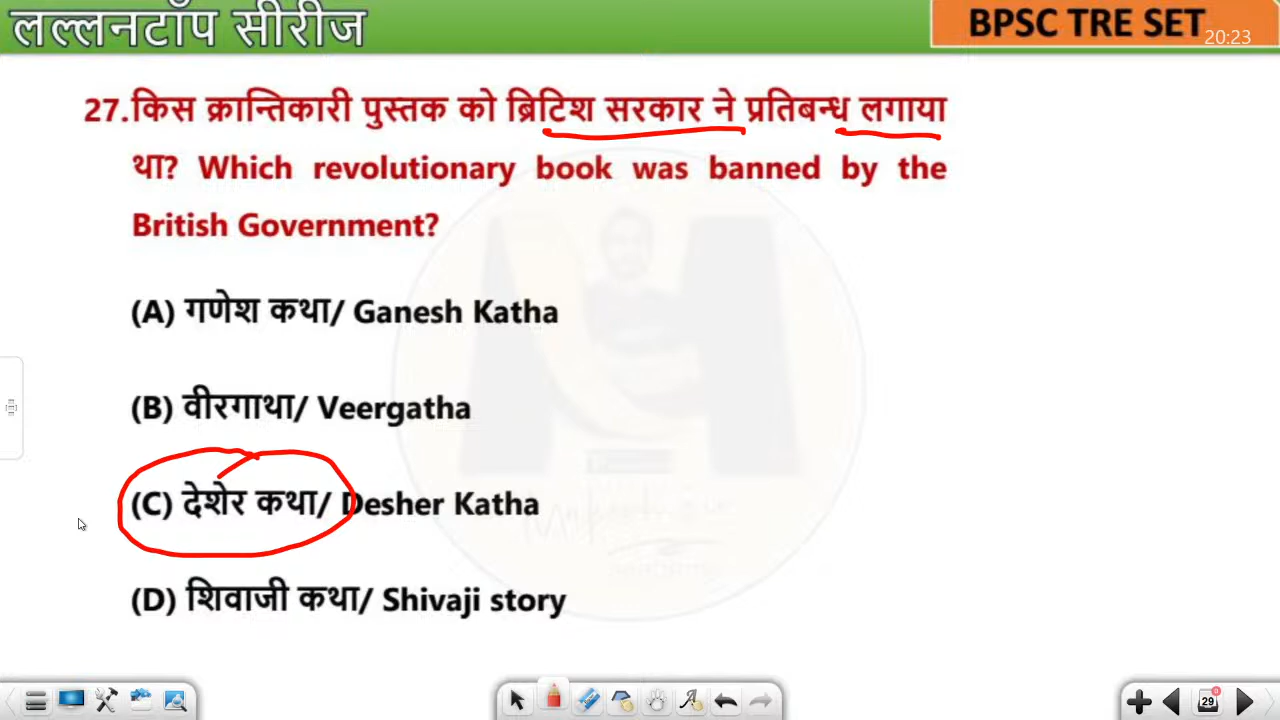 लल्लनटॉप सीरीज
BPSC TRE SET
20:23
27.किस क्रान्तिकारी पुस्तक को ब्रिटिश सरकार ने प्रतिबन्ध लगाया
था? Which revolutionary book was banned by the
British Government?
(A) गणेश कथा/ Ganesh Katha
(B) वीरगाथा/ Veergatha
(C) देशेर कथा/ Desher Katha
(D) शिवाजी कथा/ Shivaji story
29